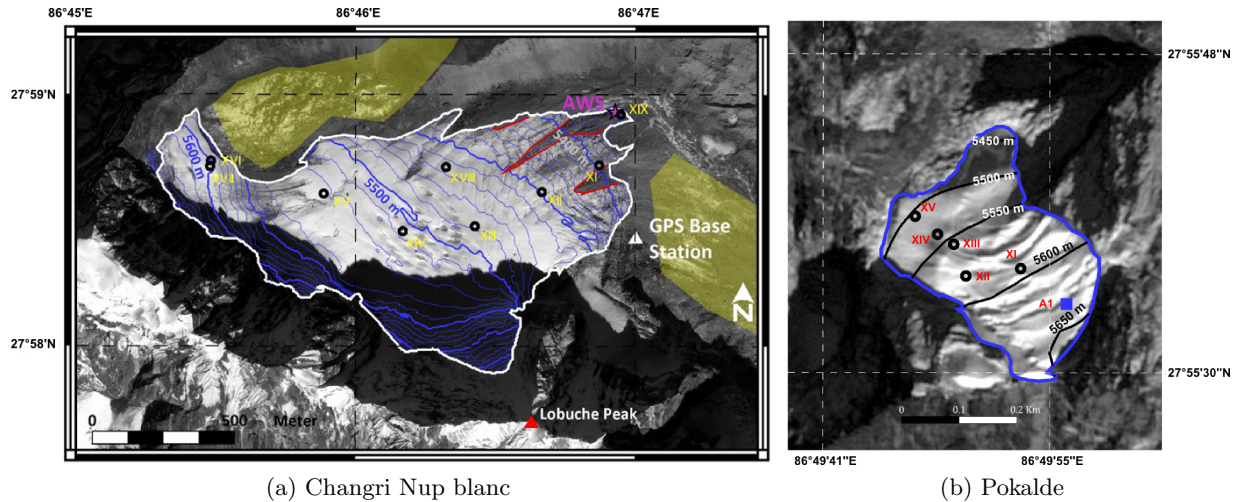 86°45'
86°46'
86°47'
27°59'
27°58'
5600 m
XVI
XVII
XV
5500 m
XIV
XVIII
XIII
XII
XI
AWS
XIX
GPS Base
Station
N
Lobuche Peak
0
500
Meter
(a) Changri Nup blanc
27°55'48"N
27°55'30"N
5450 m
5500 m
5550 m
5600 m
5650 m
XV
XIV
XIII
XII
XI
A1
0
0.1
0.2 Km
86°49'41"E
86°49'55"E
(b) Pokalde